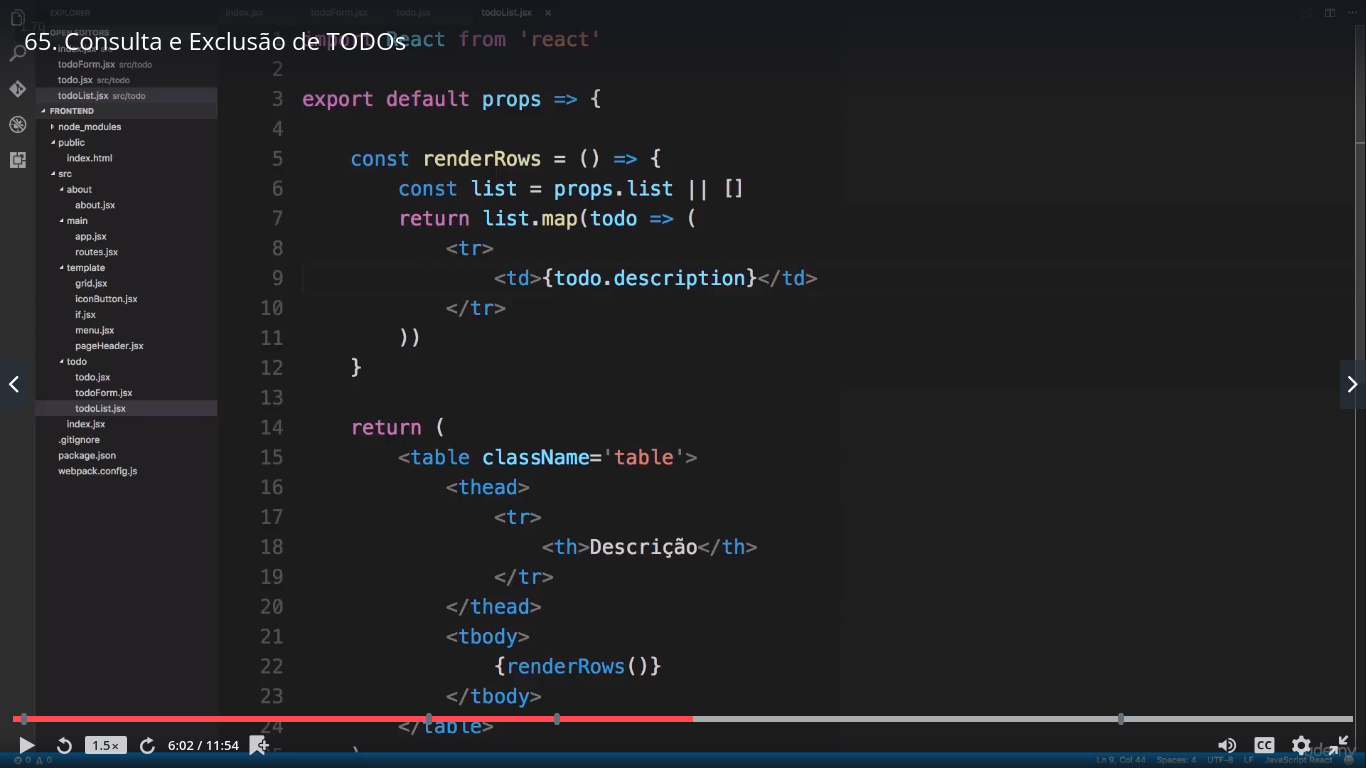 EXPLORER
index.jsx
todoForm.jsx
todo.jsx
todoList.jsx ×
65. Consulta e Exclusão de TODOs
OPEN EDITORS
index.jsx src
todoForm.jsx src/todo
todo.jsx src/todo
todoList.jsx src/todo
FRONTEND
node_modules
public
index.html
src
about
about.jsx
main
app.jsx
routes.jsx
template
grid.jsx
iconButton.jsx
if.jsx
menu.jsx
pageHeader.jsx
todo
todo.jsx
todoForm.jsx
todoList.jsx
index.jsx
.gitignore
package.json
webpack.config.js
import React from 'react'
2
3 export default props => {
4
5 const renderRows = () => {
6 const list = props.list || []
7 return list.map(todo => (
8 <tr>
9 <td>{todo.description}</td>
10 </tr>
11 ))
12 }
13
14 return (
15 <table className='table'>
16 <thead>
17 <tr>
18 <th>Descrição</th>
19 </tr>
20 </thead>
21 <tbody>
22 {renderRows()}
23 </tbody>
24 </table>
25 )
1.5× 6:02 / 11:54 CC
udemy
0 0 Ln 9, Col 44 Spaces: 4 UTF-8 LF JavaScript React